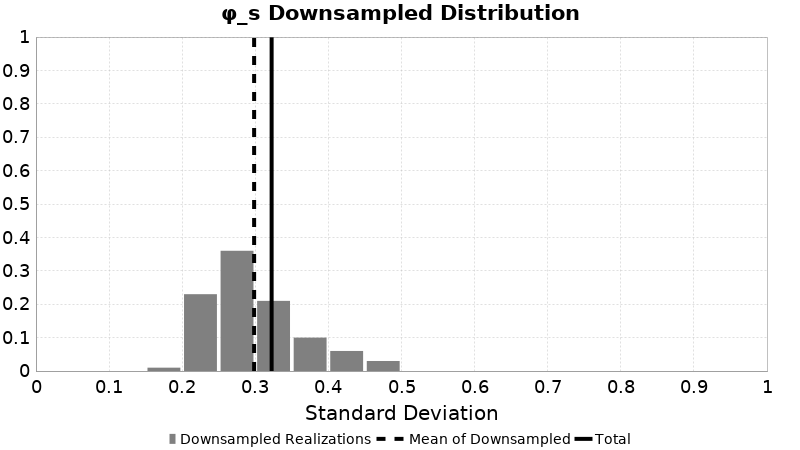 φ_s Downsampled Distribution
1
0.9
0.8
0.7
0.6
0.5
0.4
0.3
0.2
0.1
0
0 0.1 0.2 0.3 0.4 0.5 0.6 0.7 0.8 0.9 1
Standard Deviation
Downsampled Realizations Mean of Downsampled Total